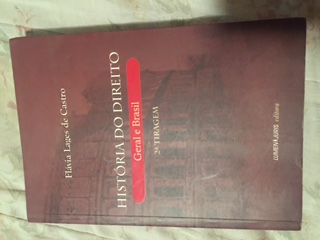 Flávia Lages de Castro
HISTÓRIA DO DIREITO
Geral e Brasil
2ª TIRAGEM
LUMEN JURIS editora